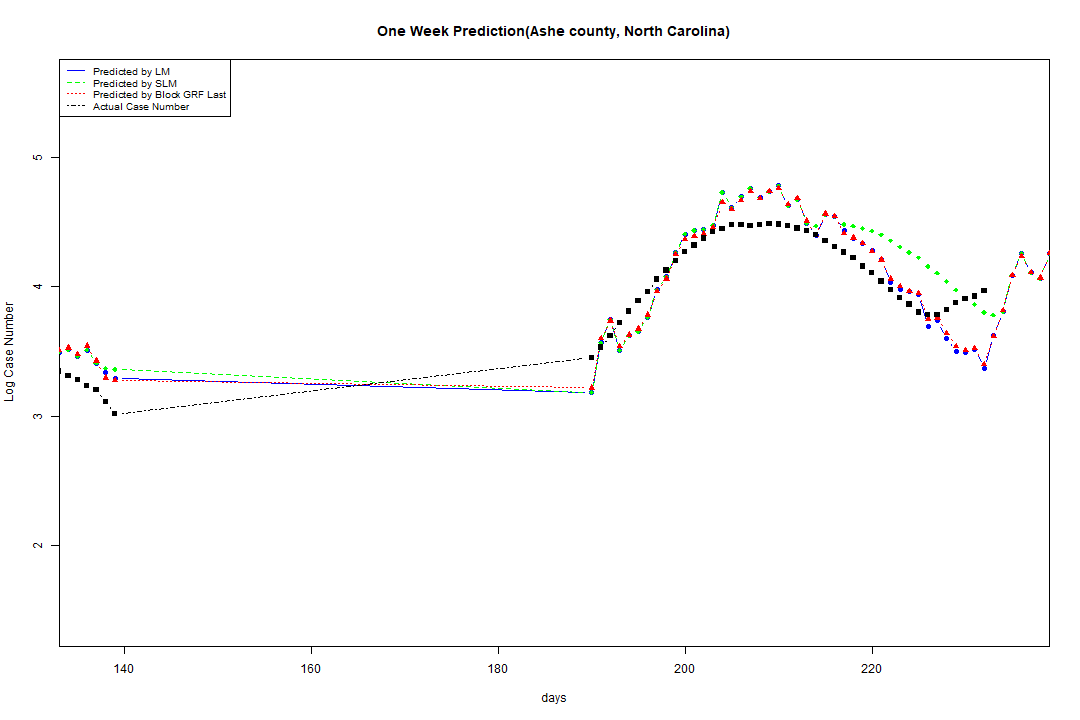 One Week Prediction(Ashe county, North Carolina)
Predicted by LM
Predicted by SLM
Predicted by Block GRF Last
Actual Case Number
5
4
3
2
Log Case Number
140 160 180 200 220
days